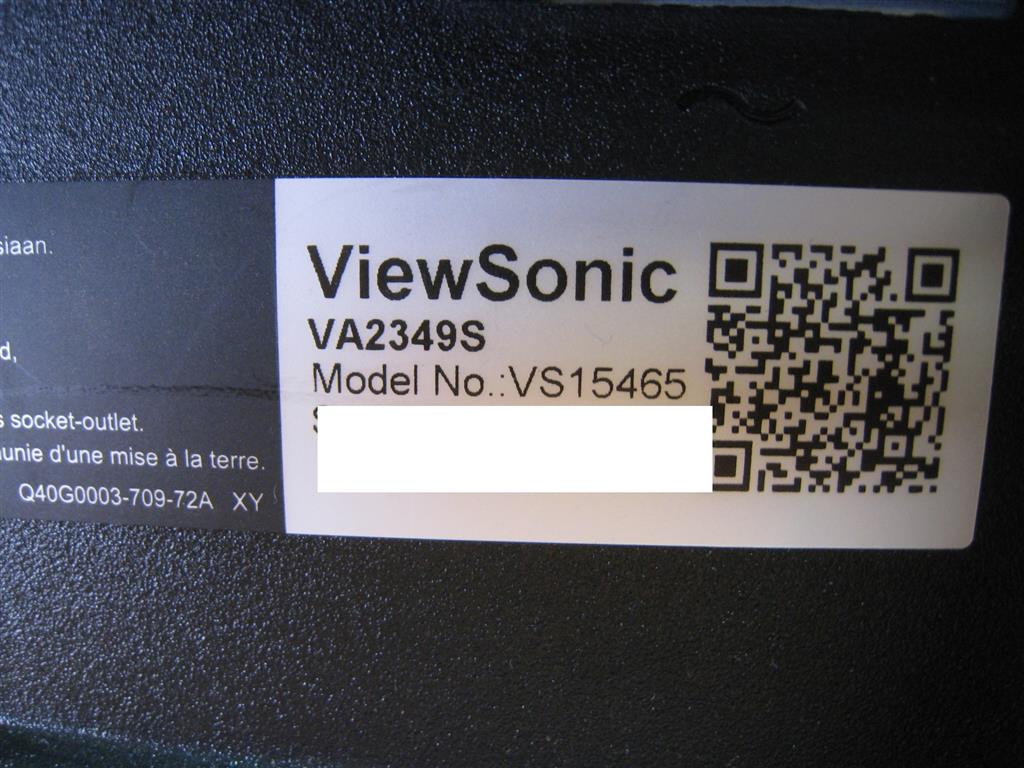 siaan.
d,
s socket-outlet.
unie d'une mise à la terre.
Q40G0003-709-72A XY
ViewSonic
VA2349S
Model No.:VS15465